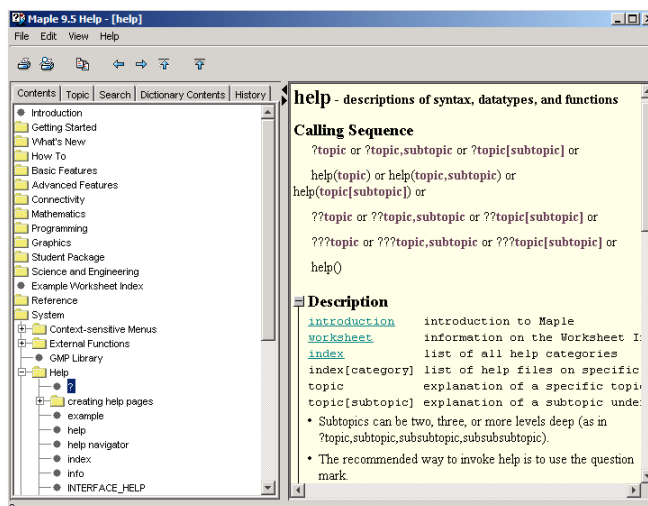 Maple 9.5 Help - [help]
File Edit View Help
Contents Topic Search Dictionary Contents History
Introduction
Getting Started
What's New
How To
Basic Features
Advanced Features
Connectivity
Mathematics
Programming
Graphics
Student Package
Science and Engineering
Example Worksheet Index
Reference
System
Context-sensitive Menus
External Functions
GMP Library
Help
?
creating help pages
example
help
help navigator
index
info
INTERFACE_HELP
help - descriptions of syntax, datatypes, and functions
Calling Sequence
?topic or ?topic,subtopic or ?topic[subtopic] or
help(topic) or help(topic,subtopic) or
help(topic[subtopic]) or
??topic or ??topic,subtopic or ??topic[subtopic] or
???topic or ???topic,subtopic or ???topic[subtopic] or
help()
Description
introduction introduction to Maple
worksheet information on the Worksheet
index list of all help categories
index[category] list of help files on specific
topic explanation of a specific
topic[subtopic] explanation of a subtopic
• Subtopics can be two, three, or more levels deep (as in
?topic,subtopic,subsubtopic,subsubsubtopic).
• The recommended way to invoke help is to use the question
mark.